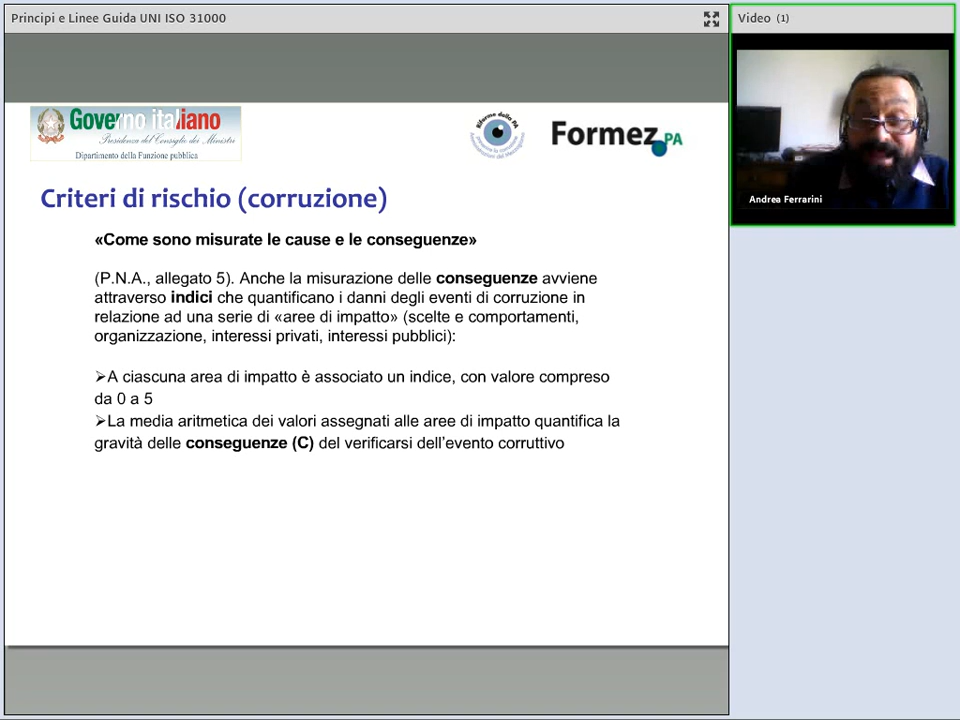 Principi e Linee Guida UNI ISO 31000
Video (1)
Governo italiano
Presidenza del Consiglio dei Ministri
Dipartimento della Funzione pubblica
Riforme della PA
Formez PA
Andrea Ferrarini
Criteri di rischio (corruzione)
«Come sono misurate le cause e le conseguenze»
(P.N.A., allegato 5). Anche la misurazione delle conseguenze avviene
attraverso indici che quantificano i danni degli eventi di corruzione in
relazione ad una serie di «aree di impatto» (scelte e comportamenti,
organizzazione, interessi privati, interessi pubblici):
➢A ciascuna area di impatto è associato un indice, con valore compreso
da 0 a 5
➢La media aritmetica dei valori assegnati alle aree di impatto quantifica la
gravità delle conseguenze (C) del verificarsi dell'evento corruttivo